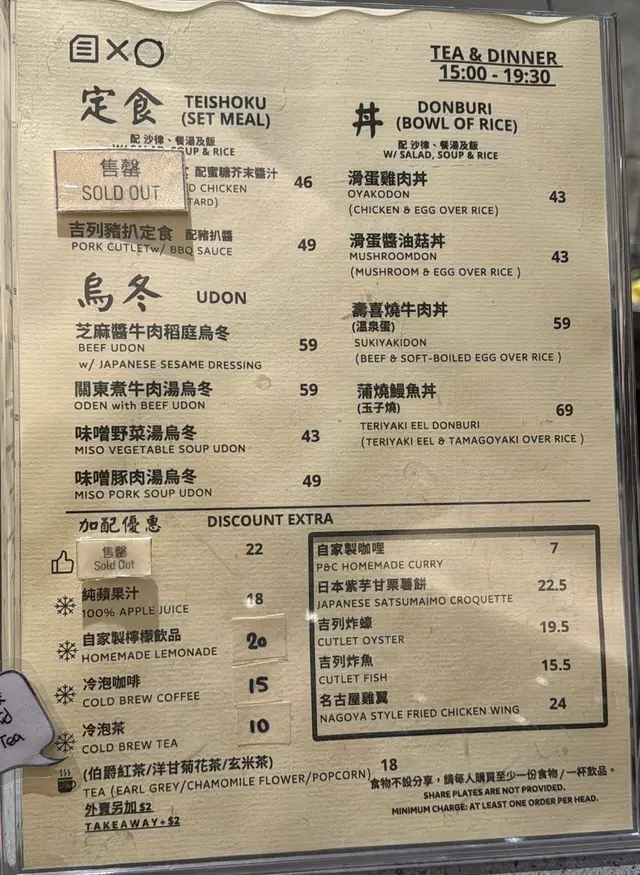 TEA & DINNER
15:00 - 19:30
定食 TEISHOKU
(SET MEAL)
配 沙律、餐湯及飯
W/ SALAD, SOUP & RICE
售罄
SOLD OUT
配蜜糖芥末醬汁 46
D CHICKEN
TARD)
吉列豬扒定食 配豬扒醬 49
PORK CUTLET w/ BBQ SAUCE
烏冬 UDON
芝麻醬牛肉稻庭烏冬 59
BEEF UDON
w/ JAPANESE SESAME DRESSING
關東煮牛肉湯烏冬 59
ODEN with BEEF UDON
味噌野菜湯烏冬 43
MISO VEGETABLE SOUP UDON
味噌豚肉湯烏冬 49
MISO PORK SOUP UDON
丼 DONBURI
(BOWL OF RICE)
配 沙律、餐湯及飯
W/ SALAD, SOUP & RICE
滑蛋雞肉丼 43
OYAKODON
(CHICKEN & EGG OVER RICE)
滑蛋醬油菇丼 43
MUSHROOMDON
(MUSHROOM & EGG OVER RICE )
壽喜燒牛肉丼 59
(溫泉蛋)
SUKIYAKIDON
(BEEF & SOFT-BOILED EGG OVER RICE )
蒲燒鰻魚丼 69
(玉子燒)
TERIYAKI EEL DONBURI
(TERIYAKI EEL & TAMAGOYAKI OVER RICE )
加配優惠 DISCOUNT EXTRA
售罄 22
Sold Out
純蘋果汁 18
100% APPLE JUICE
自家製檸檬飲品 20
HOMEMADE LEMONADE
冷泡咖啡 15
COLD BREW COFFEE
冷泡茶 10
COLD BREW TEA
(伯爵紅茶/洋甘菊花茶/玄米茶) 18
TEA (EARL GREY/CHAMOMILE FLOWER/POPCORN)
外賣另加 $2
TAKEAWAY+$2
自家製咖哩 7
P&C HOMEMADE CURRY
日本紫芋甘栗薯餅 22.5
JAPANESE SATSUMAIMO CROQUETTE
吉列炸蠔 19.5
CUTLET OYSTER
吉列炸魚 15.5
CUTLET FISH
名古屋雞翼 24
NAGOYA STYLE FRIED CHICKEN WING
食物不設分享，請每人購買至少一份食物 / 一杯飲品。
SHARE PLATES ARE NOT PROVIDED.
MINIMUM CHARGE: AT LEAST ONE ORDER PER HEAD.
Tea